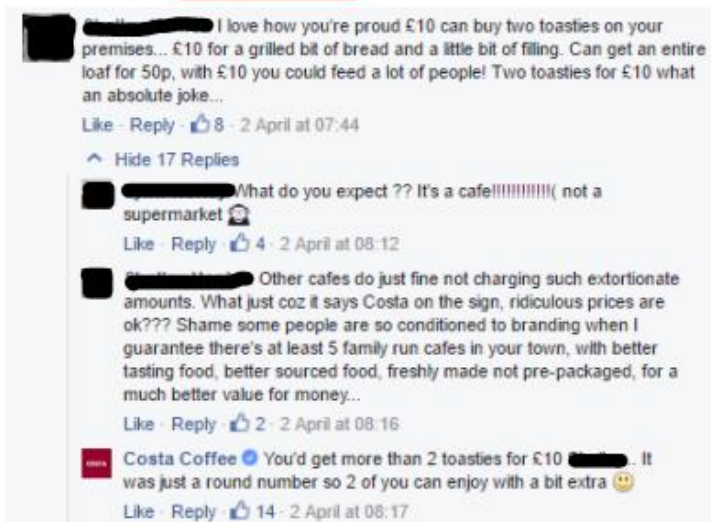 I love how you're proud £10 can buy two toasties on your
premises... £10 for a grilled bit of bread and a little bit of filling. Can get an entire
loaf for 50p, with £10 you could feed a lot of people! Two toasties for £10 what
an absolute joke...
Like · Reply · 8 · 2 April at 07:44
Hide 17 Replies
What do you expect ?? It's a cafe!!!!!!!!!!!!!( not a
supermarket
Like · Reply · 4 · 2 April at 08:12
Other cafes do just fine not charging such extortionate
amounts. What just coz it says Costa on the sign, ridiculous prices are
ok??? Shame some people are so conditioned to branding when I
guarantee there's at least 5 family run cafes in your town, with better
tasting food, better sourced food, freshly made not pre-packaged, for a
much better value for money...
Like · Reply · 2 · 2 April at 08:16
COSTA
Costa Coffee You'd get more than 2 toasties for £10 . It
was just a round number so 2 of you can enjoy with a bit extra
Like · Reply · 14 · 2 April at 08:17